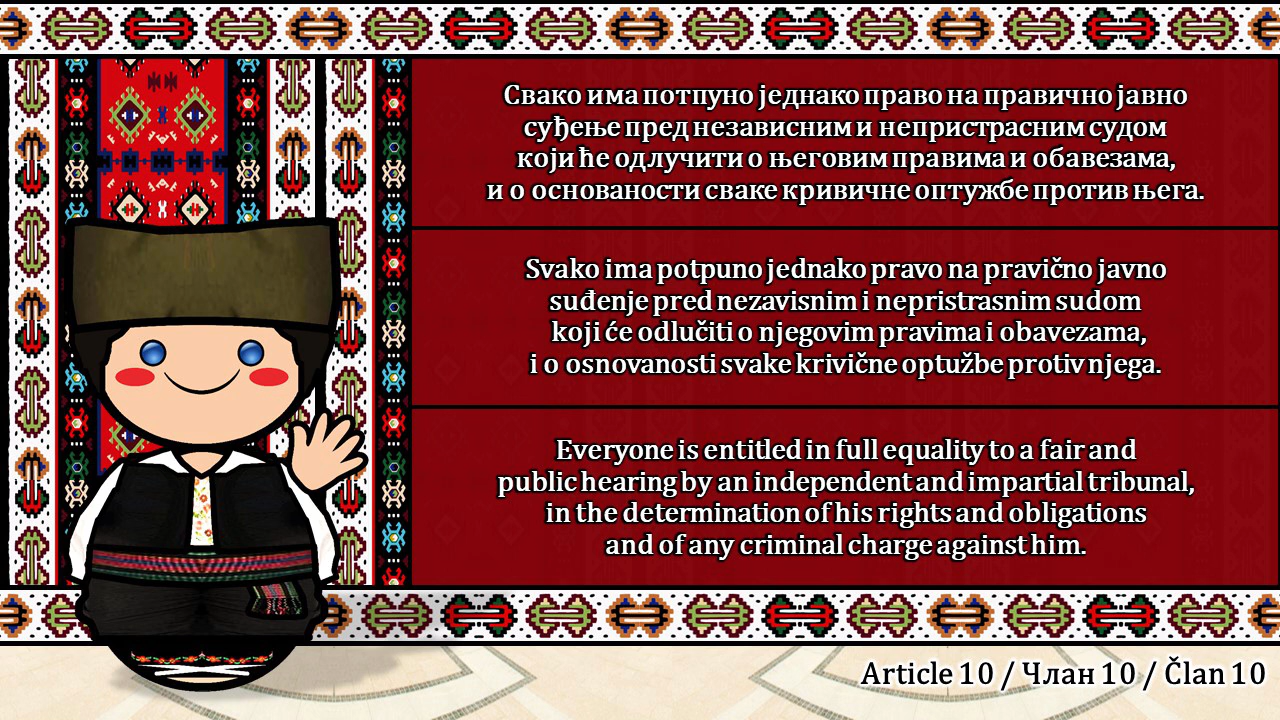 Свако има потпуно једнако право на правично јавно
суђење пред независним и непристрасним судом
који ће одлучити о његовим правима и обавезама,
и о основаности сваке кривичне оптужбе против њега.
Svako ima potpuno jednako pravo na pravično javno
suđenje pred nezavisnim i nepristrasnim sudom
koji će odlučiti o njegovim pravima i obavezama,
i o osnovanosti svake krivične optužbe protiv njega.
Everyone is entitled in full equality to a fair and
public hearing by an independent and impartial tribunal,
in the determination of his rights and obligations
and of any criminal charge against him.
Article 10 / Члан 10 / Član 10